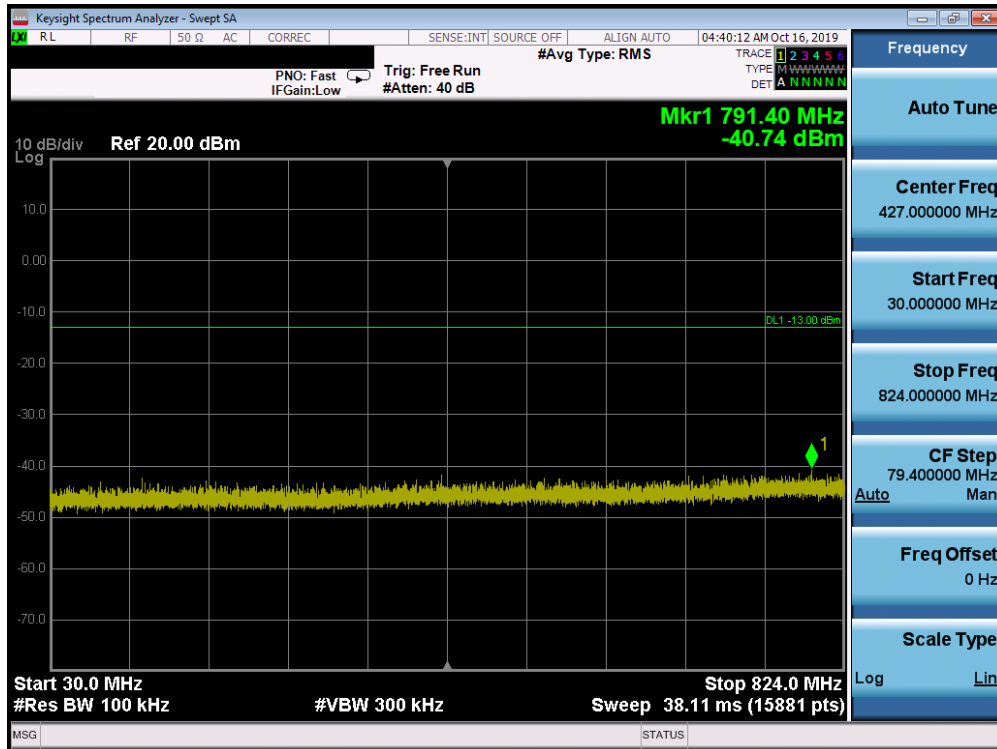 Keysight Spectrum Analyzer - Swept SA
LXI RL RF 50 Ω AC CORREC SENSE:INT SOURCE OFF ALIGN AUTO 04:40:12 AM Oct 16, 2019
#Avg Type: RMS
TRACE 1 2 3 4 5 6
PNO: Fast Trig: Free Run
TYPE M W W W W W
IFGain:Low #Atten: 40 dB
DET A N N N N N
Mkr1 791.40 MHz
-40.74 dBm
10 dB/div Ref 20.00 dBm
Log
10.0
0.00
-10.0
DL1 -13.00 dBm
-20.0
-30.0
-40.0
1
-50.0
-60.0
-70.0
Start 30.0 MHz Stop 824.0 MHz
#Res BW 100 kHz #VBW 300 kHz Sweep 38.11 ms (15881 pts)
MSG STATUS
Frequency
Auto Tune
Center Freq
427.000000 MHz
Start Freq
30.000000 MHz
Stop Freq
824.000000 MHz
CF Step
79.400000 MHz
Auto Man
Freq Offset
0 Hz
Scale Type
Log Lin